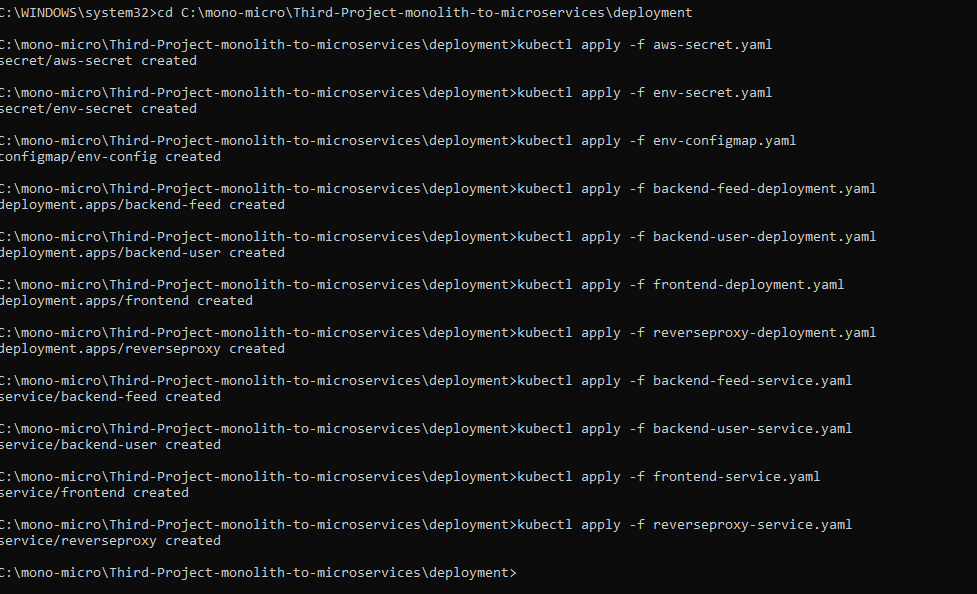 C:\WINDOWS\system32>cd C:\mono-micro\Third-Project-monolith-to-microservices\deployment
C:\mono-micro\Third-Project-monolith-to-microservices\deployment>kubectl apply -f aws-secret.yaml
secret/aws-secret created
C:\mono-micro\Third-Project-monolith-to-microservices\deployment>kubectl apply -f env-secret.yaml
secret/env-secret created
C:\mono-micro\Third-Project-monolith-to-microservices\deployment>kubectl apply -f env-configmap.yaml
configmap/env-config created
C:\mono-micro\Third-Project-monolith-to-microservices\deployment>kubectl apply -f backend-feed-deployment.yaml
deployment.apps/backend-feed created
C:\mono-micro\Third-Project-monolith-to-microservices\deployment>kubectl apply -f backend-user-deployment.yaml
deployment.apps/backend-user created
C:\mono-micro\Third-Project-monolith-to-microservices\deployment>kubectl apply -f frontend-deployment.yaml
deployment.apps/frontend created
C:\mono-micro\Third-Project-monolith-to-microservices\deployment>kubectl apply -f reverseproxy-deployment.yaml
deployment.apps/reverseproxy created
C:\mono-micro\Third-Project-monolith-to-microservices\deployment>kubectl apply -f backend-feed-service.yaml
service/backend-feed created
C:\mono-micro\Third-Project-monolith-to-microservices\deployment>kubectl apply -f backend-user-service.yaml
service/backend-user created
C:\mono-micro\Third-Project-monolith-to-microservices\deployment>kubectl apply -f frontend-service.yaml
service/frontend created
C:\mono-micro\Third-Project-monolith-to-microservices\deployment>kubectl apply -f reverseproxy-service.yaml
service/reverseproxy created
C:\mono-micro\Third-Project-monolith-to-microservices\deployment>